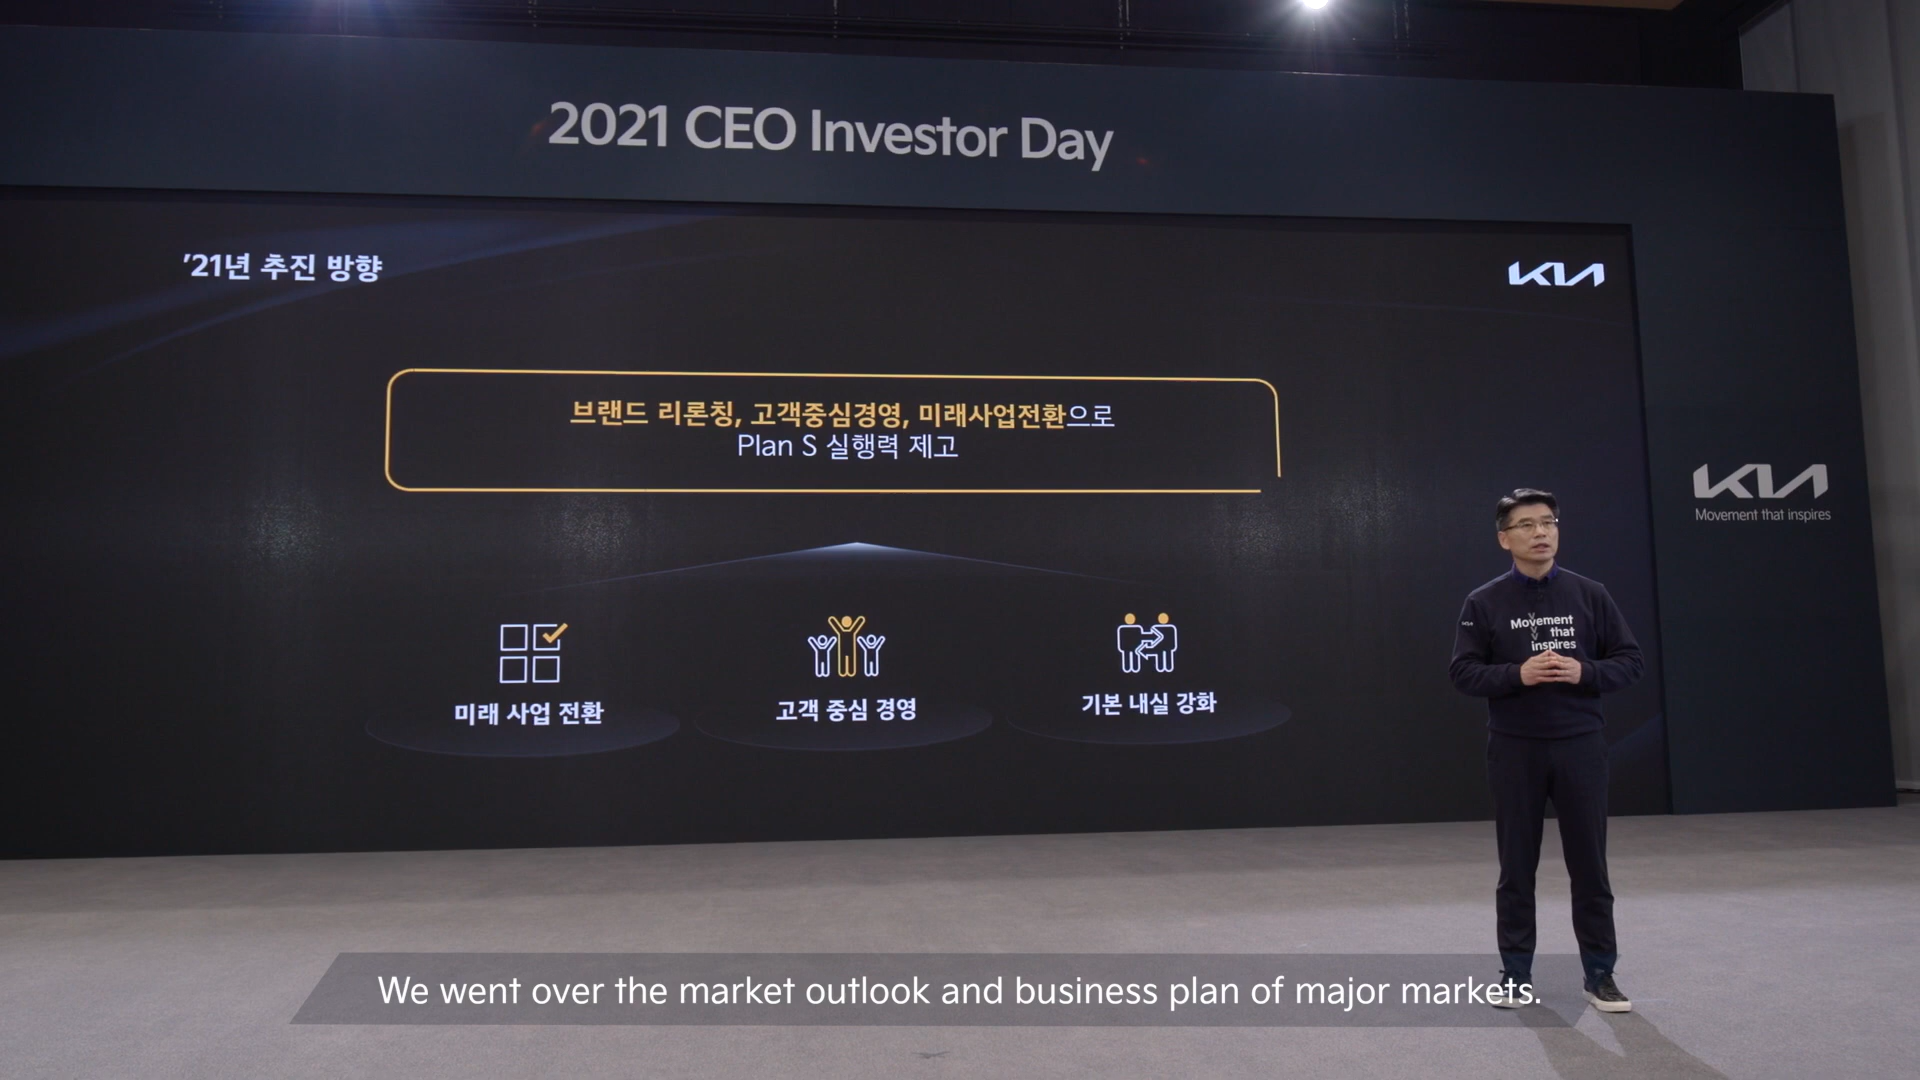 2021 CEO Investor Day
'21년 추진 방향
KIA
브랜드 리론칭, 고객중심경영, 미래사업전환으로
Plan S 실행력 제고
미래 사업 전환
고객 중심 경영
기본 내실 강화
KIA
Movement that inspires
KIA
Movement
that
inspires
We went over the market outlook and business plan of major markets.